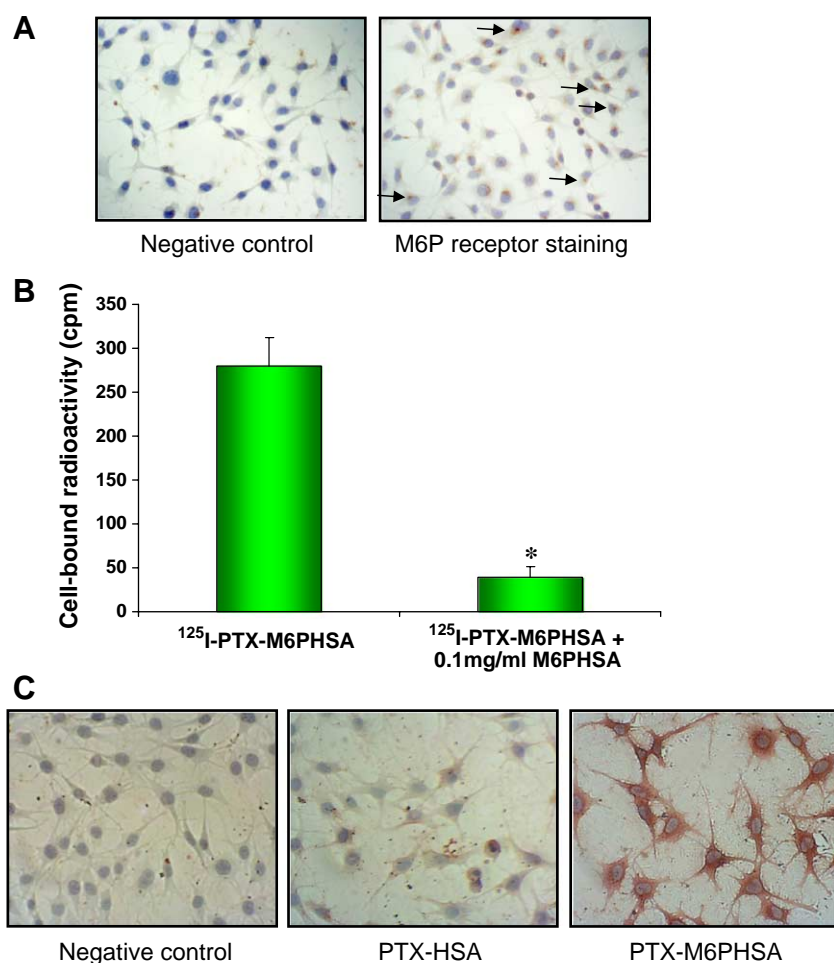 A
Negative control
M6P receptor staining
B
Cell-bound radioactivity (cpm)
350
300
250
200
150
100
50
0
*
¹²⁵I-PTX-M6PHSA
¹²⁵I-PTX-M6PHSA +
0.1mg/ml M6PHSA
C
Negative control
PTX-HSA
PTX-M6PHSA